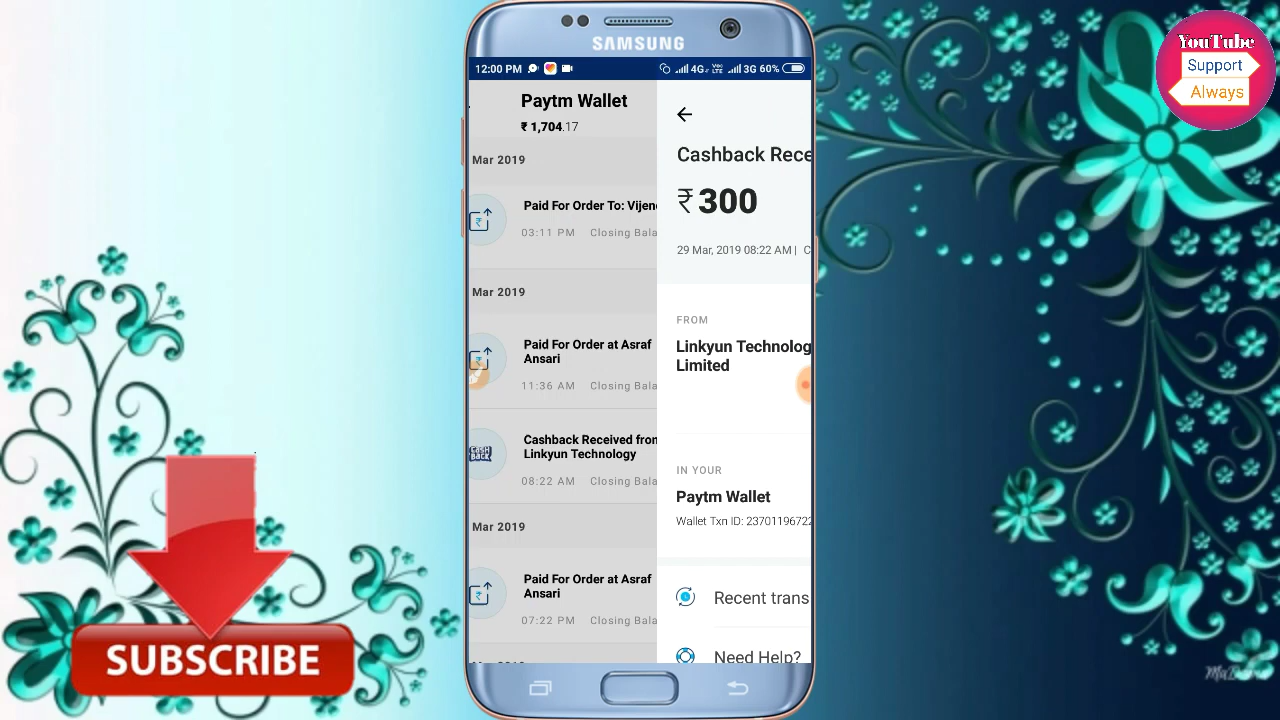 YouTube
Support
Always
SAMSUNG
12:00 PM
4G
3G 60%
Paytm Wallet
₹ 1,704.17
Mar 2019
Paid For Order To: Vijen
03:11 PM Closing Bala
Mar 2019
Paid For Order at Asraf
Ansari
11:36 AM Closing Bala
CASH
BACK
Cashback Received from
Linkyun Technology
08:22 AM Closing Bala
Mar 2019
Paid For Order at Asraf
Ansari
07:22 PM Closing Bala
Cashback Rece
₹300
29 Mar, 2019 08:22 AM | C
FROM
Linkyun Technolog
Limited
IN YOUR
Paytm Wallet
Wallet Txn ID: 23701196722
Recent trans
Need Help?
SUBSCRIBE